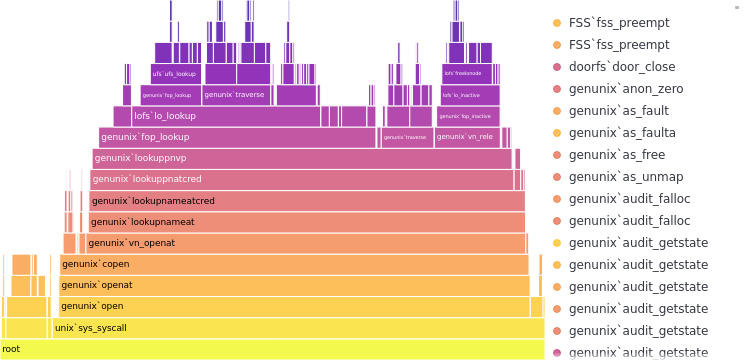 ufs`ufs_lookup
lofs`freelonode
genunix`fop_lookup
genunix`traverse
lofs`lo_inactive
lofs`lo_lookup
genunix`fop_inactive
genunix`fop_lookup
genunix`traverse
genunix`vn_rele
genunix`lookuppnvp
genunix`lookuppnatcred
genunix`lookupnameatcred
genunix`lookupnameat
genunix`vn_openat
genunix`copen
genunix`openat
genunix`open
unix`sys_syscall
root
FSS`fss_preempt
FSS`fss_preempt
doorfs`door_close
genunix`anon_zero
genunix`as_fault
genunix`as_faulta
genunix`as_free
genunix`as_unmap
genunix`audit_falloc
genunix`audit_falloc
genunix`audit_getstate
genunix`audit_getstate
genunix`audit_getstate
genunix`audit_getstate
genunix`audit_getstate
genunix`audit_getstate